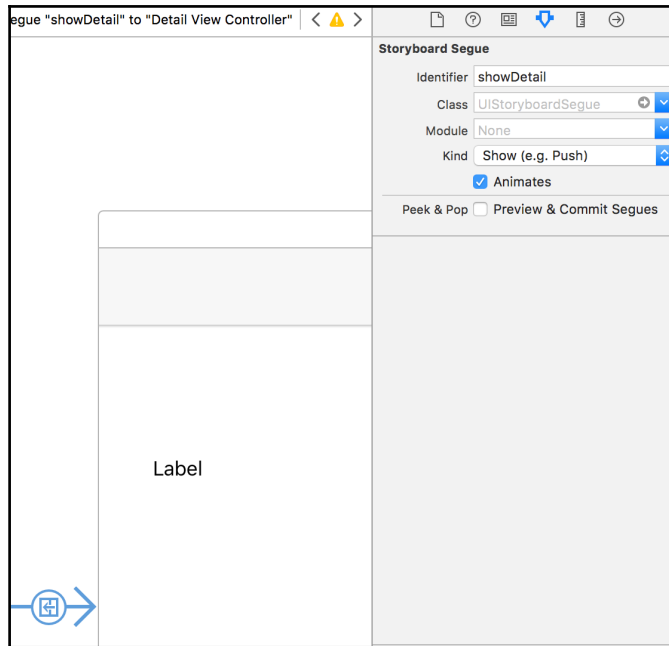 egue "showDetail" to "Detail View Controller"
Storyboard Segue
Identifier showDetail
Class UIStoryboardSegue
Module None
Kind Show (e.g. Push)
Animates
Peek & Pop Preview & Commit Segues
Label